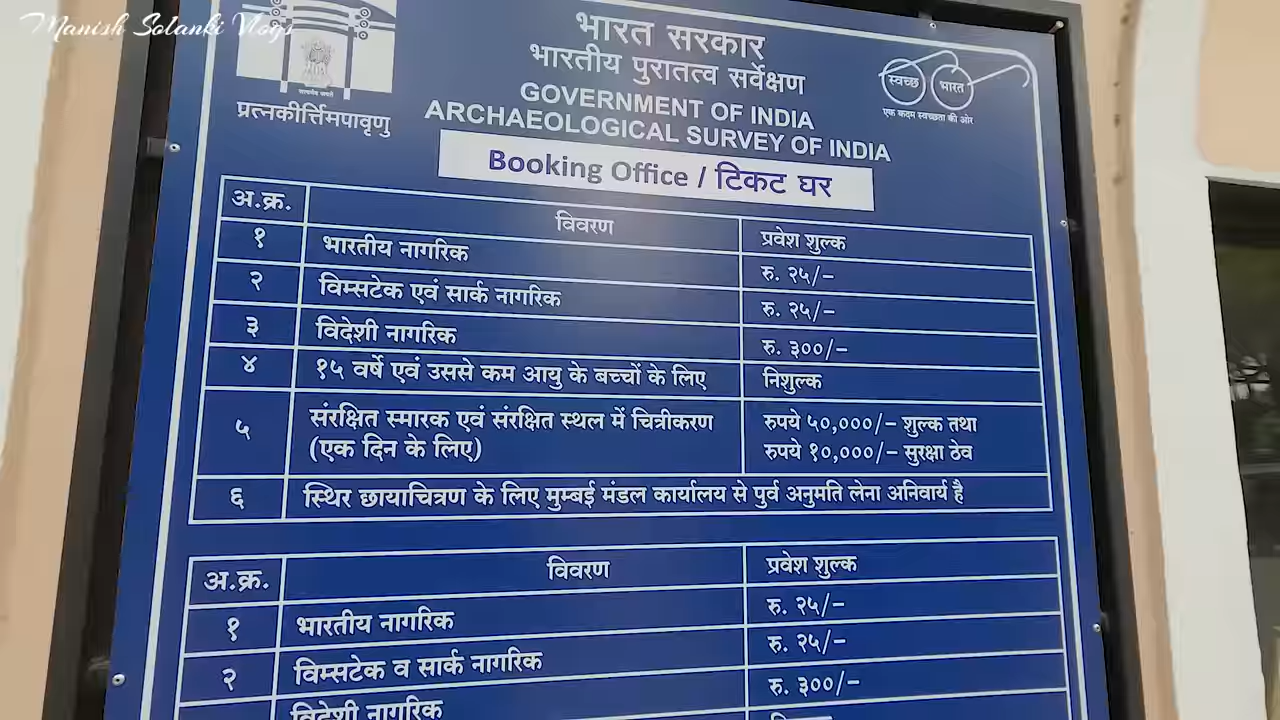 Manish Solanki Vlogs
भारत सरकार
भारतीय पुरातत्व सर्वेक्षण
GOVERNMENT OF INDIA
ARCHAEOLOGICAL SURVEY OF INDIA
प्रत्नकीर्त्तिमपावृणु
स्वच्छ भारत
एक कदम स्वच्छता की ओर
Booking Office / टिकट घर
अ.क्र. विवरण प्रवेश शुल्क
१ भारतीय नागरिक रु. २५/-
२ विम्सटेक एवं सार्क नागरिक रु. २५/-
३ विदेशी नागरिक रु. ३००/-
४ १५ वर्षे एवं उससे कम आयु के बच्चों के लिए निशुल्क
५ संरक्षित स्मारक एवं संरक्षित स्थल में चित्रीकरण रुपये ५०,०००/- शुल्क तथा
(एक दिन के लिए) रुपये १०,०००/- सुरक्षा ठेव
६ स्थिर छायाचित्रण के लिए मुम्बई मंडल कार्यालय से पुर्व अनुमति लेना अनिवार्य है
अ.क्र. विवरण प्रवेश शुल्क
१ भारतीय नागरिक रु. २५/-
२ विम्सटेक व सार्क नागरिक रु. २५/-
विदेशी नागरिक रु. ३००/-